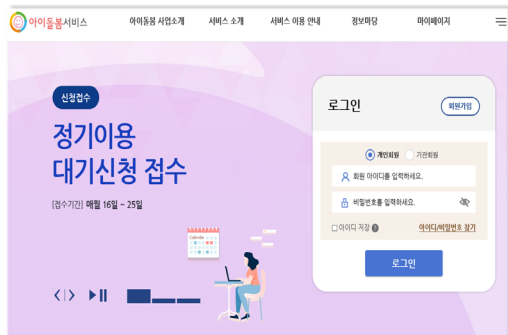 아이돌봄서비스
아이돌봄 사업소개 서비스 소개 서비스 이용 안내 정보마당 마이페이지
신청접수
정기이용
대기신청 접수
[접수기간] 매월 16일 ~ 25일
Calendar
로그인
회원가입
개인회원 기관회원
회원 아이디를 입력하세요.
비밀번호를 입력하세요.
아이디 저장
아이디/비밀번호 찾기
로그인